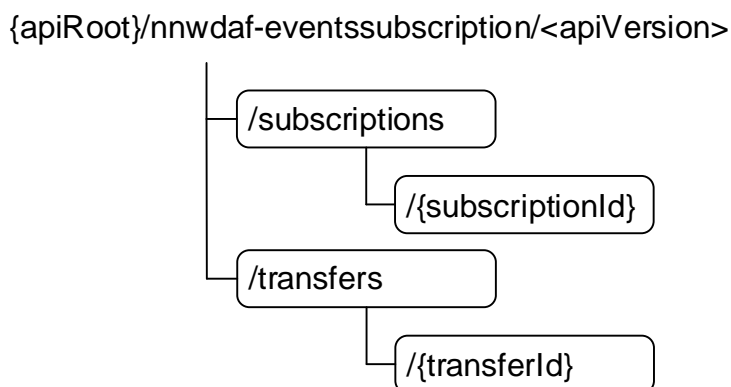 {apiRoot}/nnwdaf-eventssubscription/<apiVersion>
/subscriptions
/{subscriptionId}
/transfers
/{transferId}